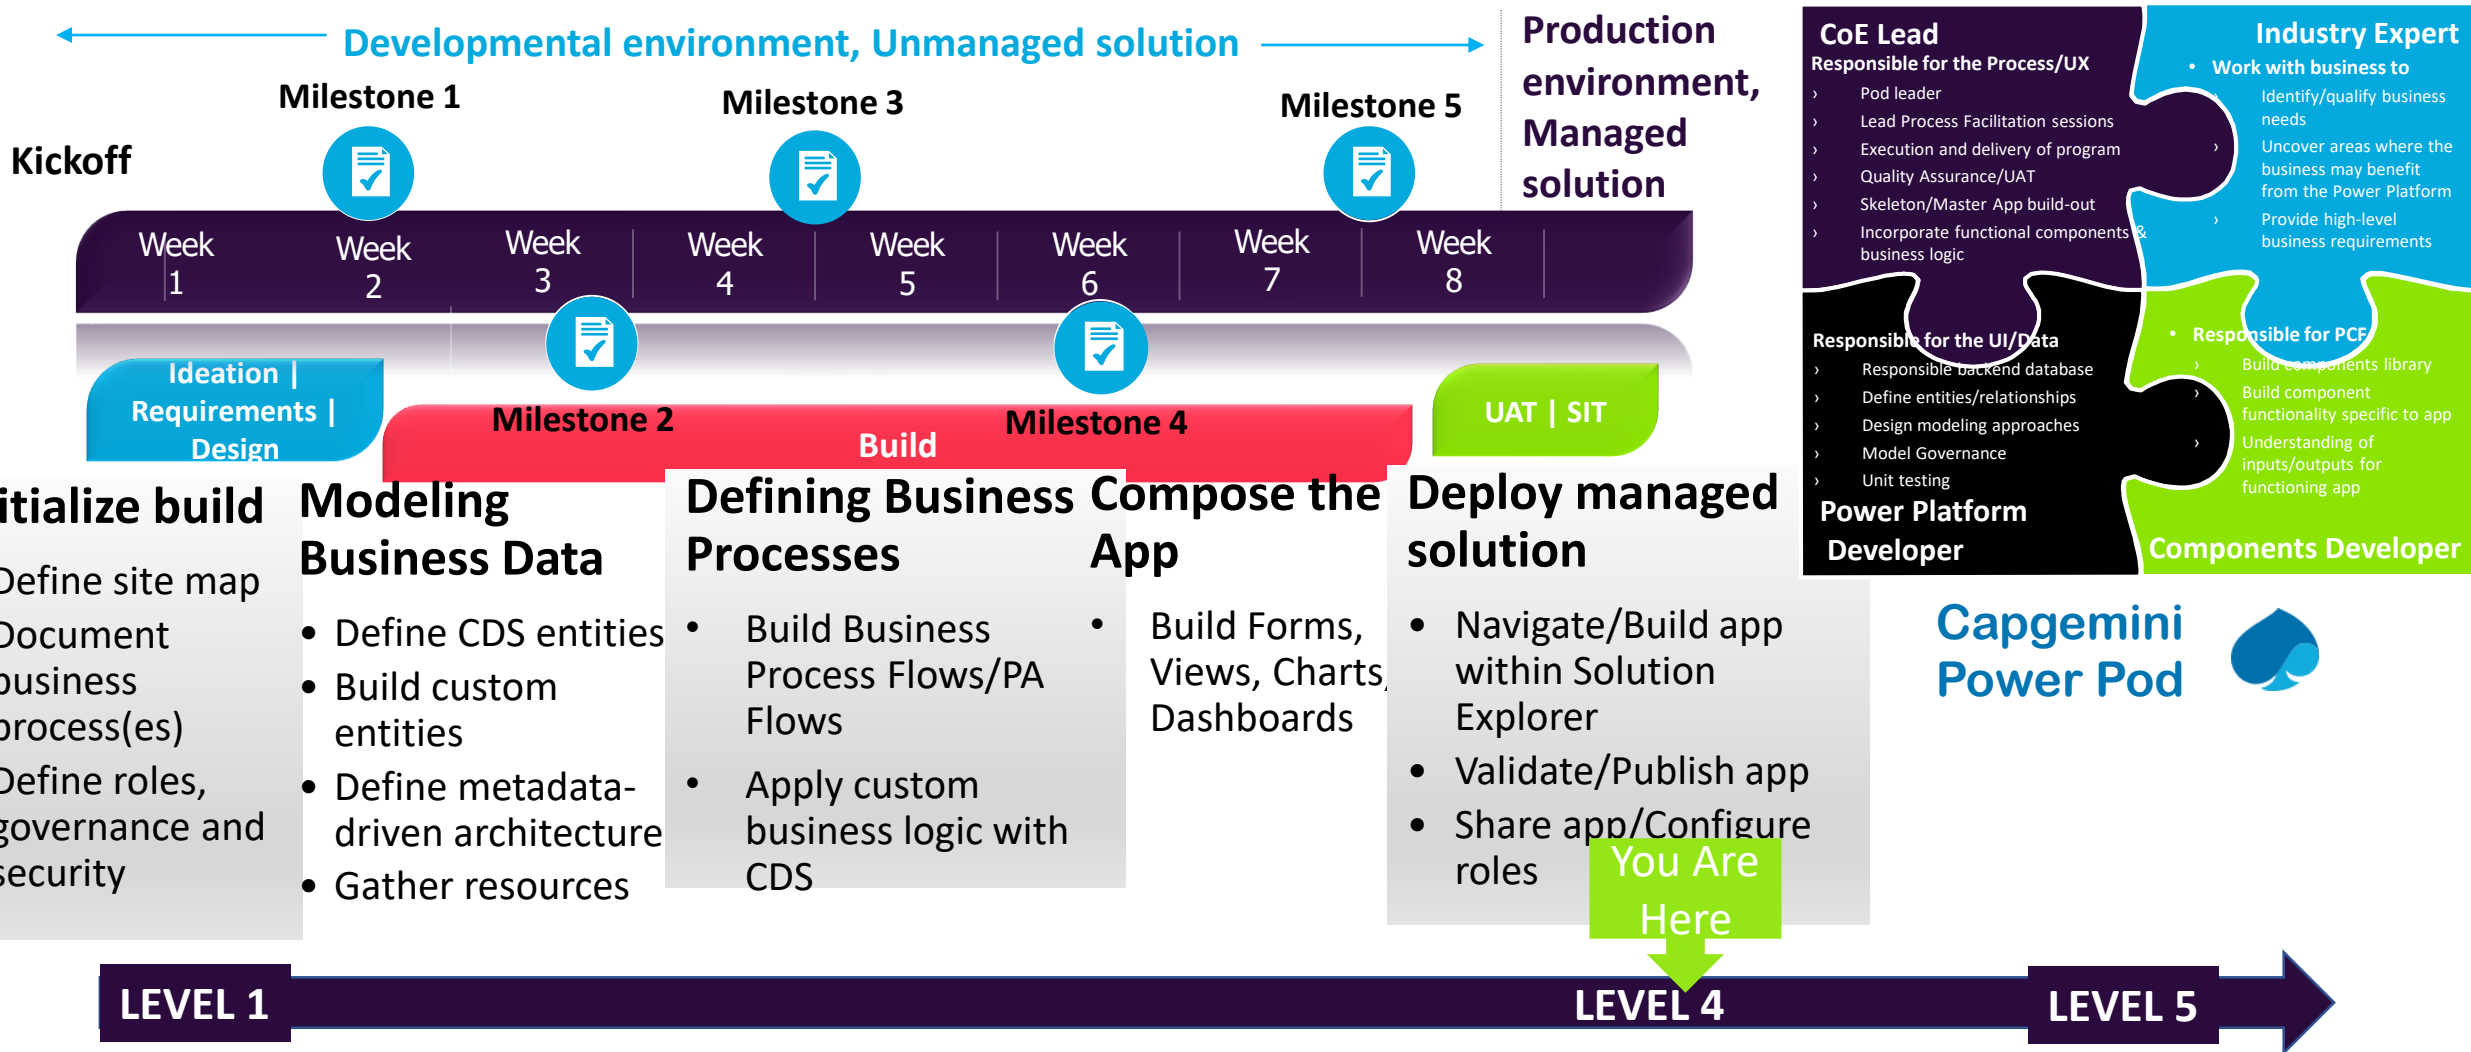 Developmental environment, Unmanaged solution
Production
environment,
Managed
solution
Milestone 1
Milestone 3
Milestone 5
Kickoff
Week
1
Week
2
Week
3
Week
4
Week
5
Week
6
Week
7
Week
8
Milestone 2
Milestone 4
Ideation |
Requirements |
Design
Build
UAT | SIT
itialize build
Define site map
Document
business
process(es)
Define roles,
governance and
security
Modeling
Business Data
• Define CDS entities
• Build custom
entities
• Define metadata-
driven architecture
• Gather resources
Defining Business
Processes
• Build Business
Process Flows/PA
Flows
• Apply custom
business logic with
CDS
Compose the
App
• Build Forms,
Views, Charts,
Dashboards
Deploy managed
solution
• Navigate/Build app
within Solution
Explorer
• Validate/Publish app
• Share app/Configure
roles
You Are
Here
LEVEL 1
LEVEL 4
LEVEL 5
CoE Lead
Responsible for the Process/UX
› Pod leader
› Lead Process Facilitation sessions
› Execution and delivery of program
› Quality Assurance/UAT
› Skeleton/Master App build-out
› Incorporate functional components &
business logic
Industry Expert
• Work with business to
› Identify/qualify business
needs
› Uncover areas where the
business may benefit
from the Power Platform
› Provide high-level
business requirements
Responsible for the UI/Data
› Responsible backend database
› Define entities/relationships
› Design modeling approaches
› Model Governance
› Unit testing
Power Platform
Developer
• Responsible for PCF
› Build components library
› Build component
functionality specific to app
› Understanding of
inputs/outputs for
functioning app
Components Developer
Capgemini
Power Pod